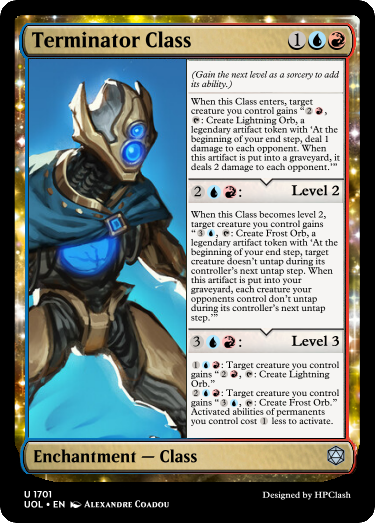 Terminator Class 1
(Gain the next level as a sorcery to add
its ability.)
When this Class enters, target
creature you control gains “2 ,
: Create Lightning Orb, a
legendary artifact token with ‘At the
beginning of your end step, deal 1
damage to each opponent. When
this artifact is put into a graveyard, it
deals 2 damage to each opponent.’”
2 : Level 2
When this Class becomes level 2,
target creature you control gains
“3 , : Create Frost Orb, a
legendary artifact token with ‘At the
beginning of your end step, target
creature doesn’t untap during its
controller’s next untap step. When
this artifact is put into your
graveyard, each creature your
opponents control don’t untap
during its controller’s next untap
step.’”
3 : Level 3
1 : Target creature you control
gains “2 , : Create Lightning
Orb.”
2 : Target creature you control
gains “3 , : Create Frost Orb.”
Activated abilities of permanents
you control cost 1 less to activate.
Enchantment — Class
U 1701
UOL • EN Alexandre Coadou
Designed by HPClash